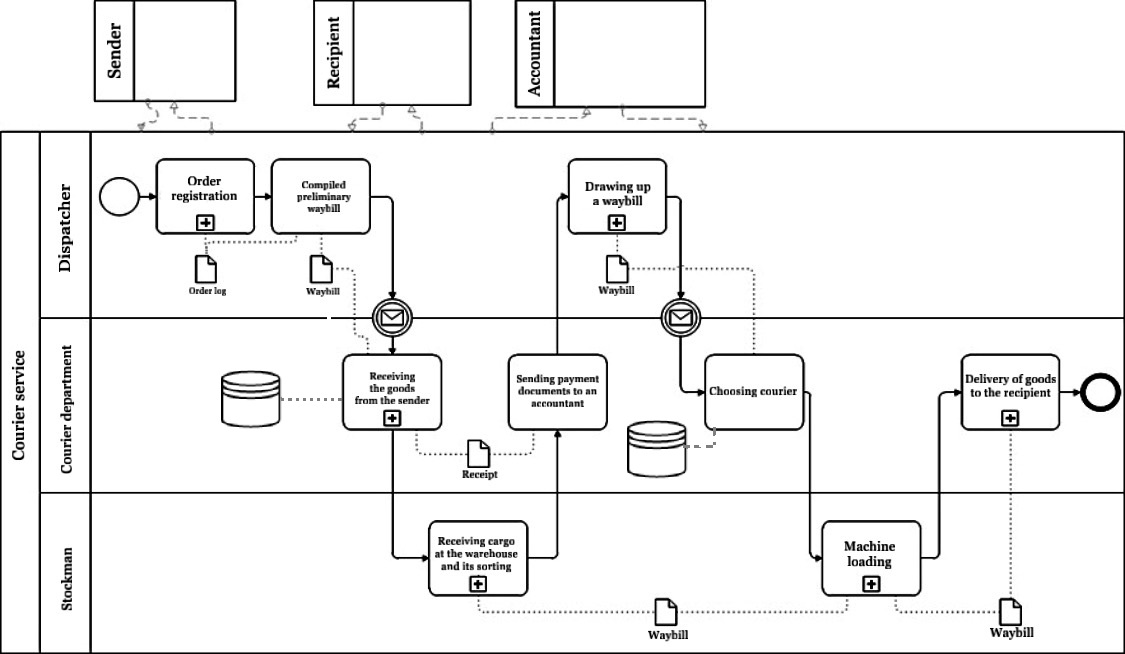 Sender
Recipient
Accountant
Courier service
Dispatcher
Order
registration
Compiled
preliminary
waybill
Drawing up
a waybill
Order log
Waybill
Waybill
Courier department
Receiving
the goods
from the sender
Sending payment
documents to an
accountant
Choosing courier
Delivery of goods
to the recipient
Receipt
Stockman
Receiving cargo
at the warehouse
and its sorting
Machine
loading
Waybill
Waybill